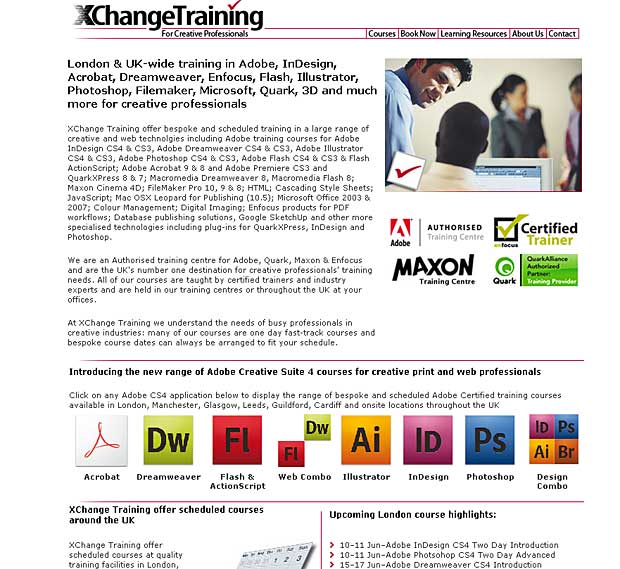 XChangeTraining
For Creative Professionals
Courses | Book Now | Learning Resources | About Us | Contact
London & UK-wide training in Adobe, InDesign,
Acrobat, Dreamweaver, Enfocus, Flash, Illustrator,
Photoshop, Filemaker, Microsoft, Quark, 3D and much
more for creative professionals
XChange Training offer bespoke and scheduled training in a large range of
creative and web technolgies including Adobe training courses for Adobe
InDesign CS4 & CS3, Adobe Dreamweaver CS4 & CS3, Adobe Illustrator
CS4 & CS3, Adobe Photoshop CS4 & CS3, Adobe Flash CS4 & CS3 & Flash
ActionScript; Adobe Acrobat 9 & 8 and Adobe Premiere CS3 and
QuarkXPress 8 & 7; Macromedia Dreamweaver 8, Macromedia Flash 8;
Maxon Cinema 4D; FileMaker Pro 10, 9 & 8; HTML; Cascading Style Sheets;
JavaScript; Mac OSX Leopard for Publishing (10.5); Microsoft Office 2003 &
2007; Colour Management; Digital Imaging; Enfocus products for PDF
workflows; Database publishing solutions, Google SketchUp and other more
specialised technologies including plug-ins for QuarkXPress, InDesign and
Photoshop.
We are an Authorised training centre for Adobe, Quark, Maxon & Enfocus
and are the UK's number one destination for creative professionals' training
needs. All of our courses are taught by certified trainers and industry
experts and are held in our training centres or throughout the UK at your
offices.
At XChange Training we understand the needs of busy professionals in
creative industries: many of our courses are one day fast-track courses and
bespoke course dates can always be arranged to fit your schedule.
Adobe
AUTHORISED
Training Centre
enfocus
Certified
Trainer
MAXON
Training Centre
Quark
QuarkAlliance
Authorized
Partner:
Training Provider
Introducing the new range of Adobe Creative Suite 4 courses for creative print and web professionals
Click on any Adobe CS4 application below to display the range of bespoke and scheduled Adobe Certified training courses
available in London, Manchester, Glasgow, Leeds, Guildford, Cardiff and onsite locations throughout the UK
Dw Fl Fl Dw Ai ID Ps ID Ps Ai Br
Acrobat Dreamweaver Flash & ActionScript Web Combo Illustrator InDesign Photoshop Design Combo
XChange Training offer scheduled courses
around the UK
XChange Training offer
scheduled courses at quality
training facilities in London,
Upcoming London course highlights:
10-11 Jun-Adobe InDesign CS4 Two Day Introduction
10-11 Jun-Adobe Photoshop CS4 Two Day Advanced
15-17 Jun-Adobe Dreamweaver CS4 Introduction